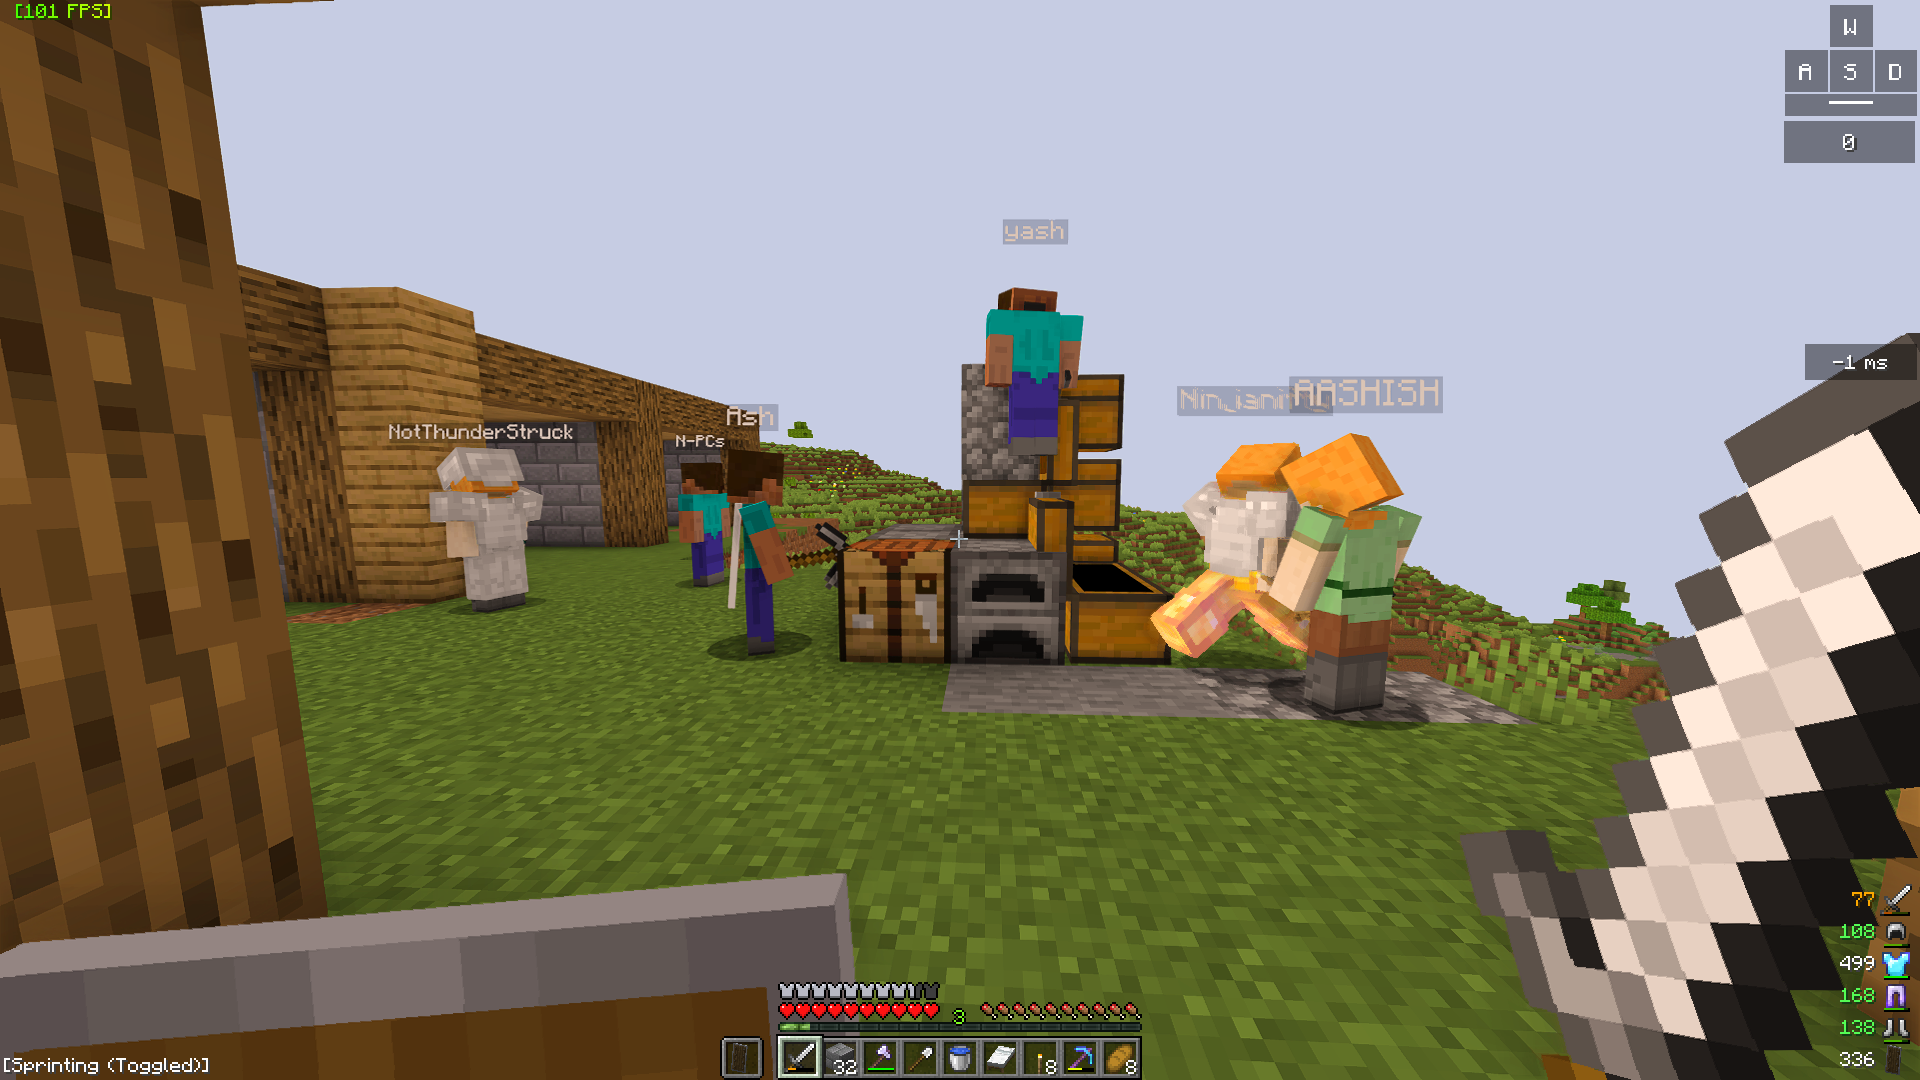 [101 FPS]
W
A S D
0
yash
-1 ms
AASHISH
Ash
NotThunderStruck
N-PCs
77
108
499
168
138
336
3
32
8
8
[Sprinting (Toggled)]